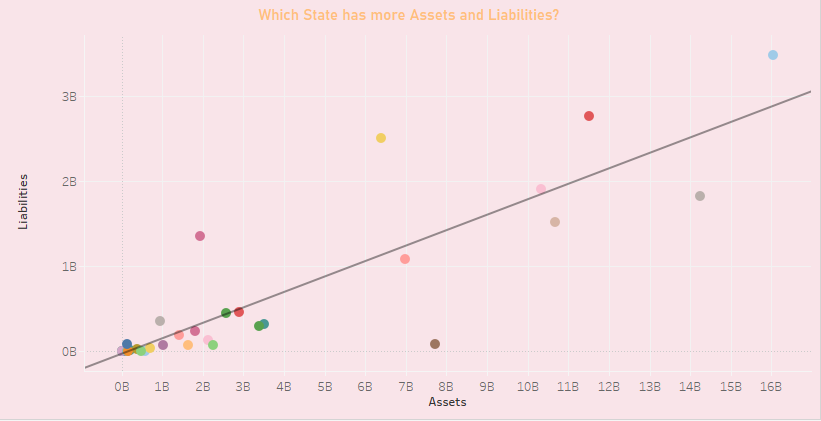 Which State has more Assets and Liabilities?
3B
2B
1B
0B
Liabilities
0B 1B 2B 3B 4B 5B 6B 7B 8B 9B 10B 11B 12B 13B 14B 15B 16B
Assets